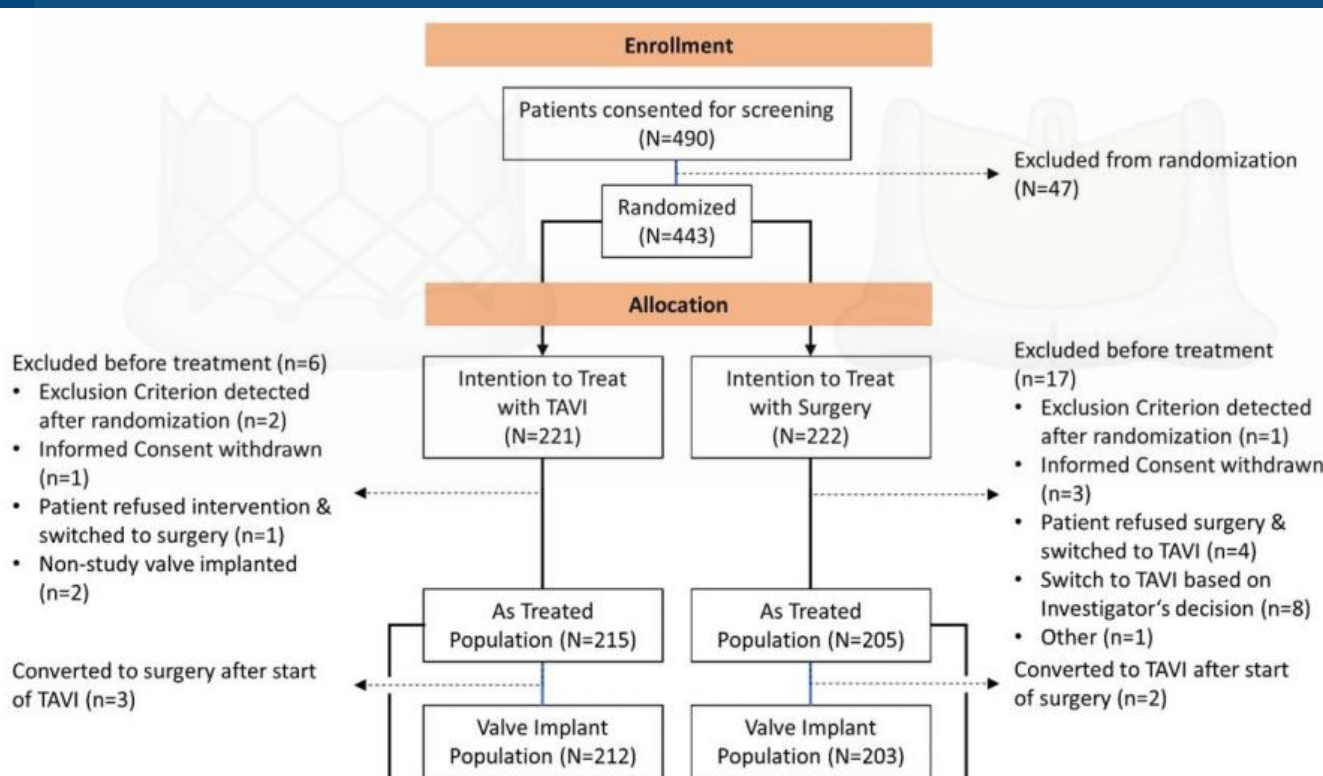 Enrollment
Patients consented for screening
(N=490)
Excluded from randomization
(N=47)
Randomized
(N=443)
Allocation
Excluded before treatment (n=6)
• Exclusion Criterion detected
after randomization (n=2)
• Informed Consent withdrawn
(n=1)
• Patient refused intervention &
switched to surgery (n=1)
• Non-study valve implanted
(n=2)
Intention to Treat
with TAVI
(N=221)
Intention to Treat
with Surgery
(N=222)
Excluded before treatment
(n=17)
• Exclusion Criterion detected
after randomization (n=1)
• Informed Consent withdrawn
(n=3)
• Patient refused surgery &
switched to TAVI (n=4)
• Switch to TAVI based on
Investigator‘s decision (n=8)
• Other (n=1)
As Treated
Population (N=215)
As Treated
Population (N=205)
Converted to surgery after start
of TAVI (n=3)
Converted to TAVI after start
of surgery (n=2)
Valve Implant
Population (N=212)
Valve Implant
Population (N=203)